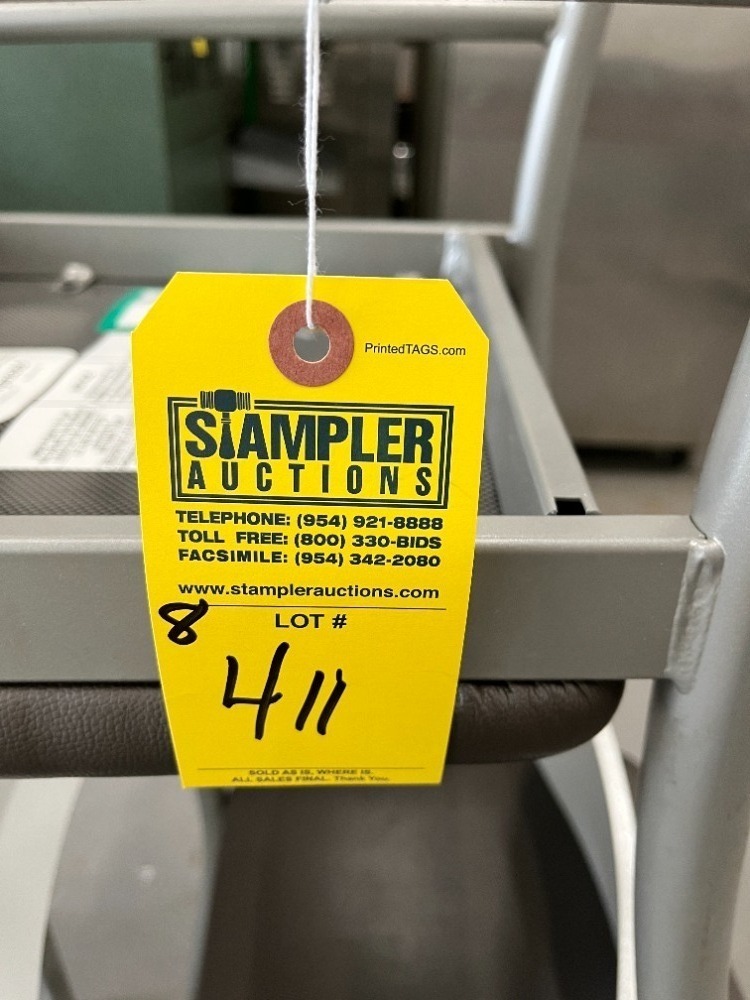 PrintedTAGS.com
STAMPLER
AUCTIONS
TELEPHONE: (954) 921-8888
TOLL FREE: (800) 330-BIDS
FACSIMILE: (954) 342-2080
www.stamplerauctions.com
LOT #
8
411
SOLD AS IS, WHERE IS.
ALL SALES FINAL. Thank You.